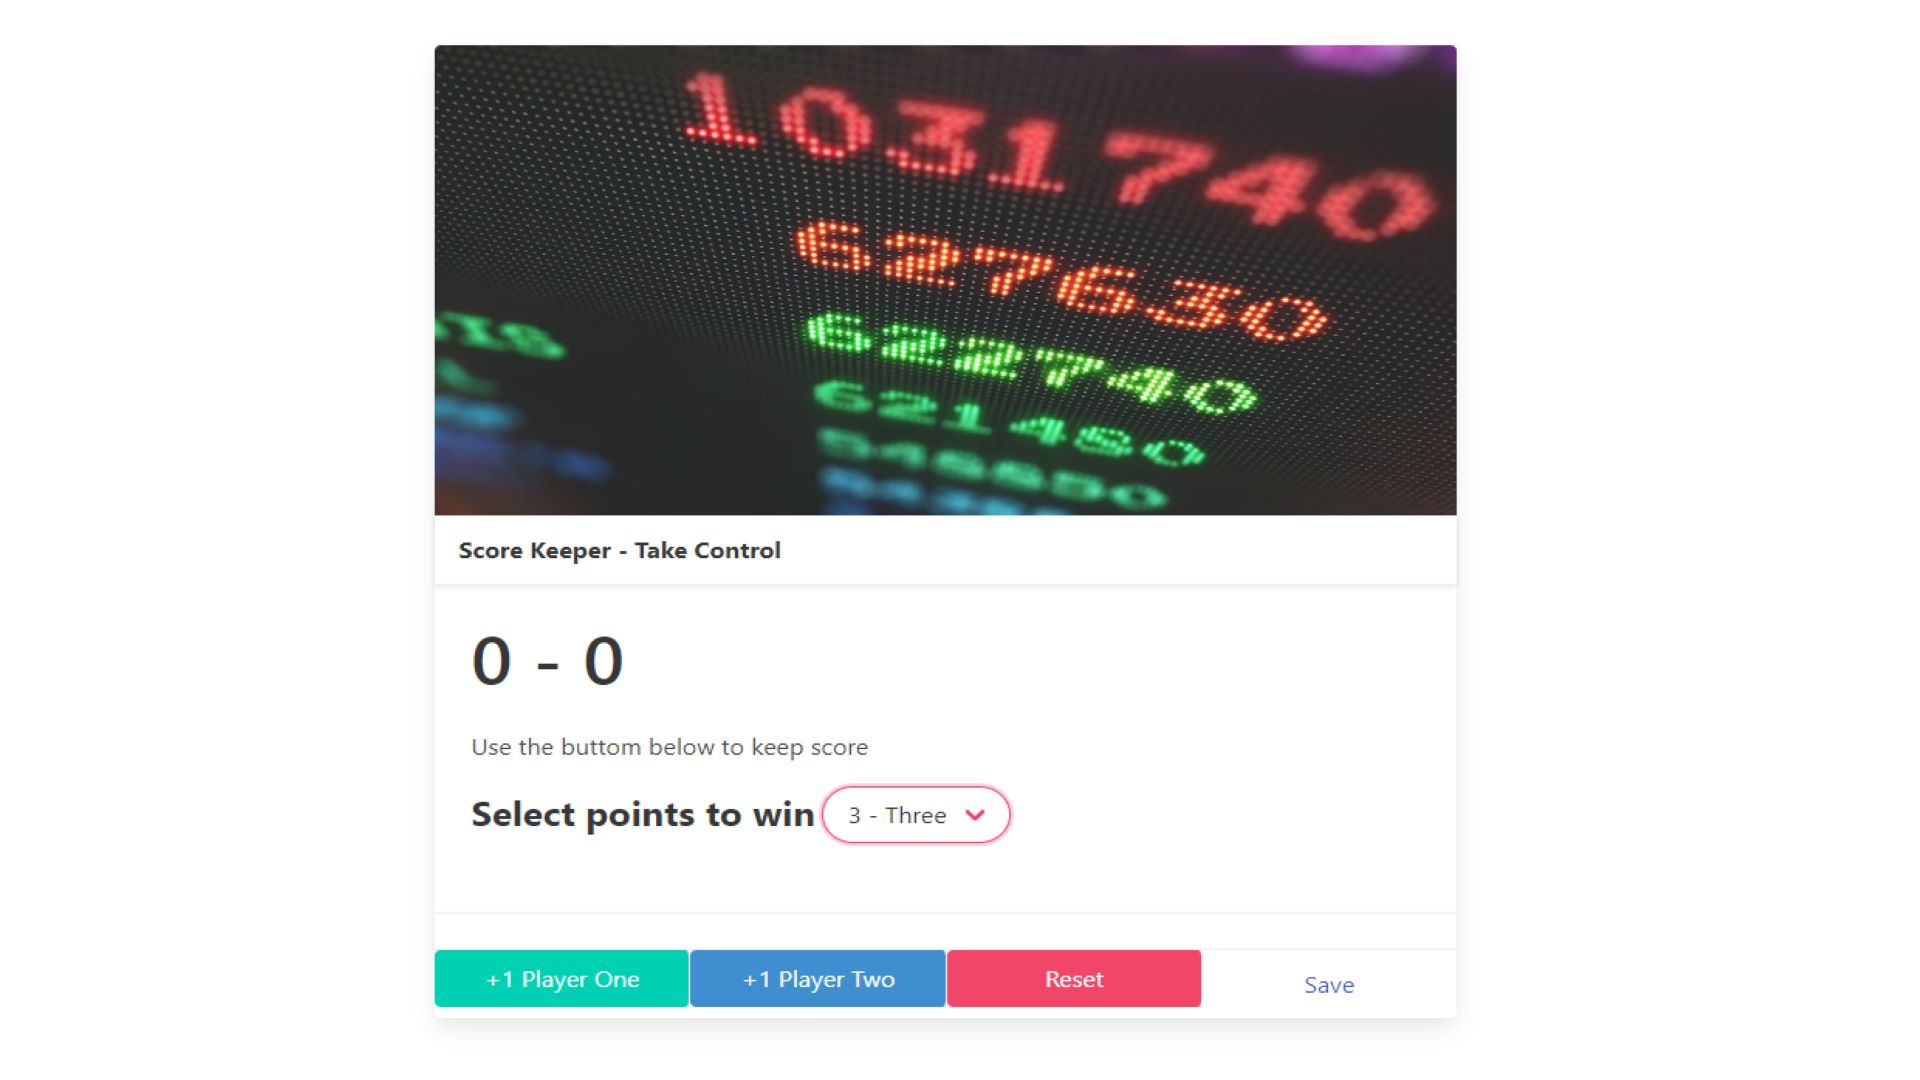 1031740
627630
622740
621480
Score Keeper - Take Control
0 - 0
Use the buttom below to keep score
Select points to win 3 - Three
+1 Player One +1 Player Two Reset Save